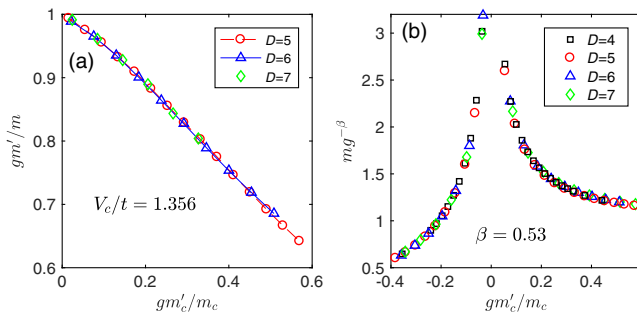 (a)
D=5
D=6
D=7
V_c/t = 1.356
gm′/m
1
0.9
0.8
0.7
0.6
0 0.2 0.4 0.6
gm′_c/m_c
(b)
D=4
D=5
D=6
D=7
β = 0.53
mg^{-β}
3
2.5
2
1.5
1
0.5
-0.4 -0.2 0 0.2 0.4
gm′_c/m_c